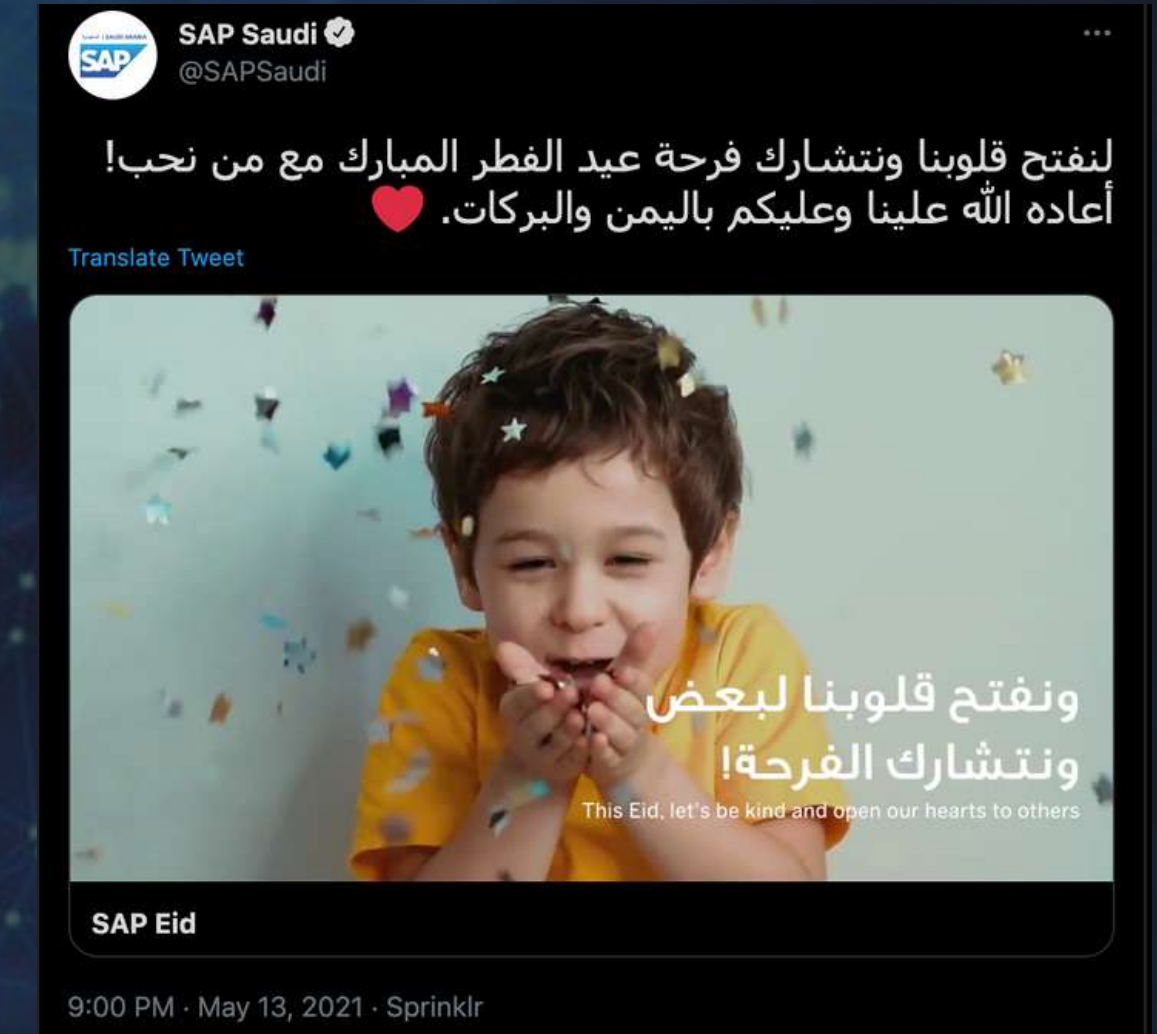 SAP Saudi
@SAPSaudi
لنفتح قلوبنا ونتشارك فرحة عيد الفطر المبارك مع من نحب!
أعاده الله علينا وعليكم باليمن والبركات. ❤️
Translate Tweet
ونفتح قلوبنا لبعض
ونتشارك الفرحة!
This Eid, let's be kind and open our hearts to others
SAP Eid
9:00 PM · May 13, 2021 · Sprinklr
SAP